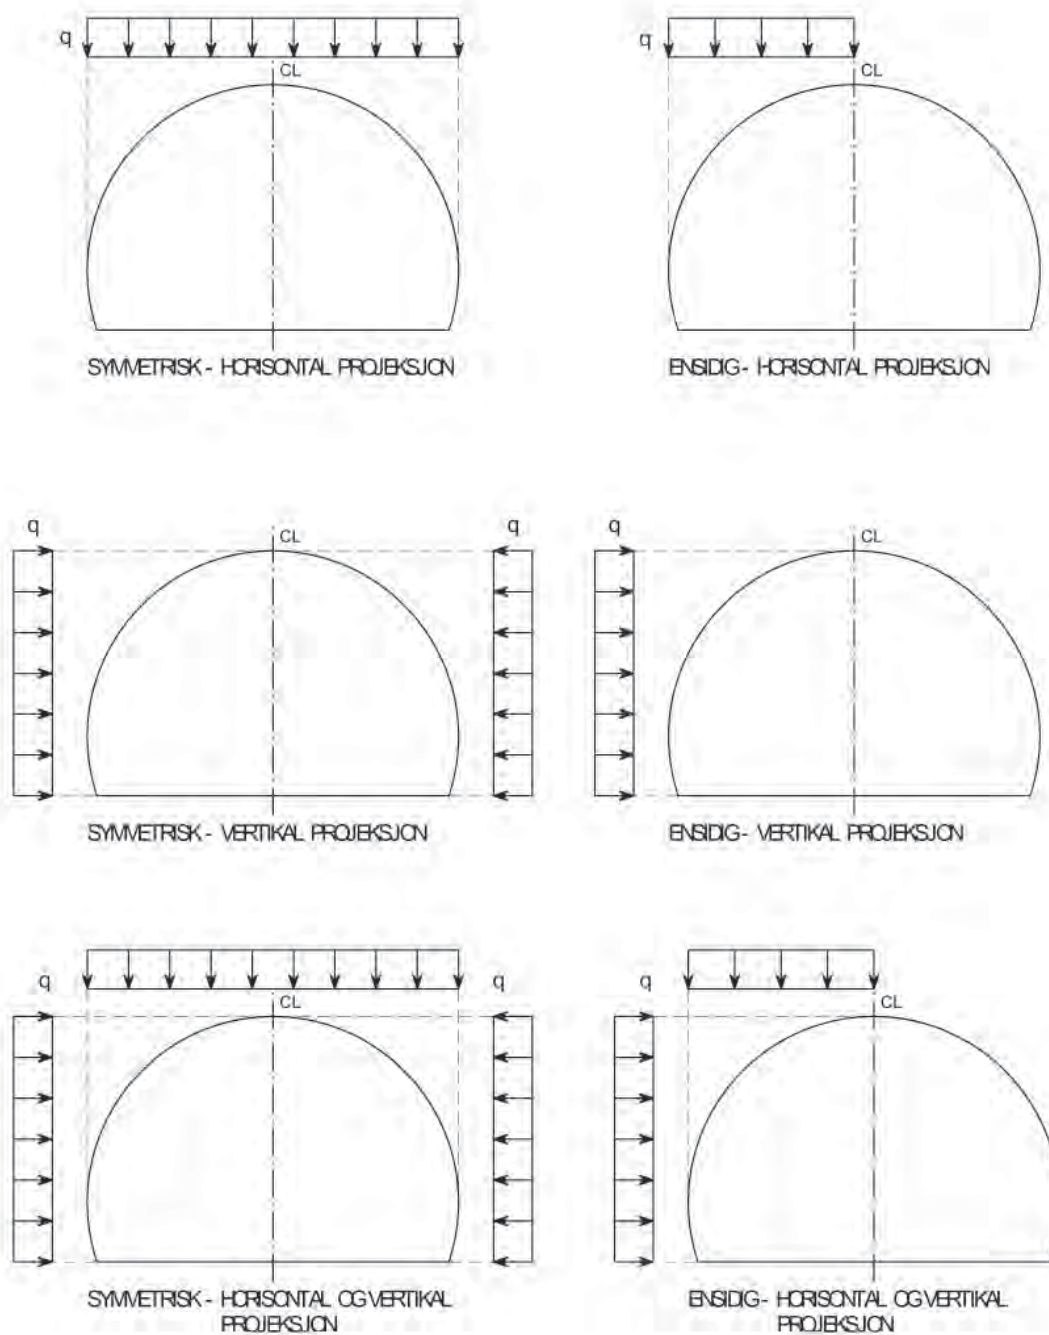 q
CL
SYMMETRISK - HORISONTAL PROJEKSJON
q
CL
ENSIDIG - HORISONTAL PROJEKSJON
q
CL
q
SYMMETRISK - VERTIKAL PROJEKSJON
q
CL
ENSIDIG - VERTIKAL PROJEKSJON
q
CL
q
SYMMETRISK - HORISONTAL OG VERTIKAL
PROJEKSJON
q
CL
ENSIDIG - HORISONTAL OG VERTIKAL
PROJEKSJON